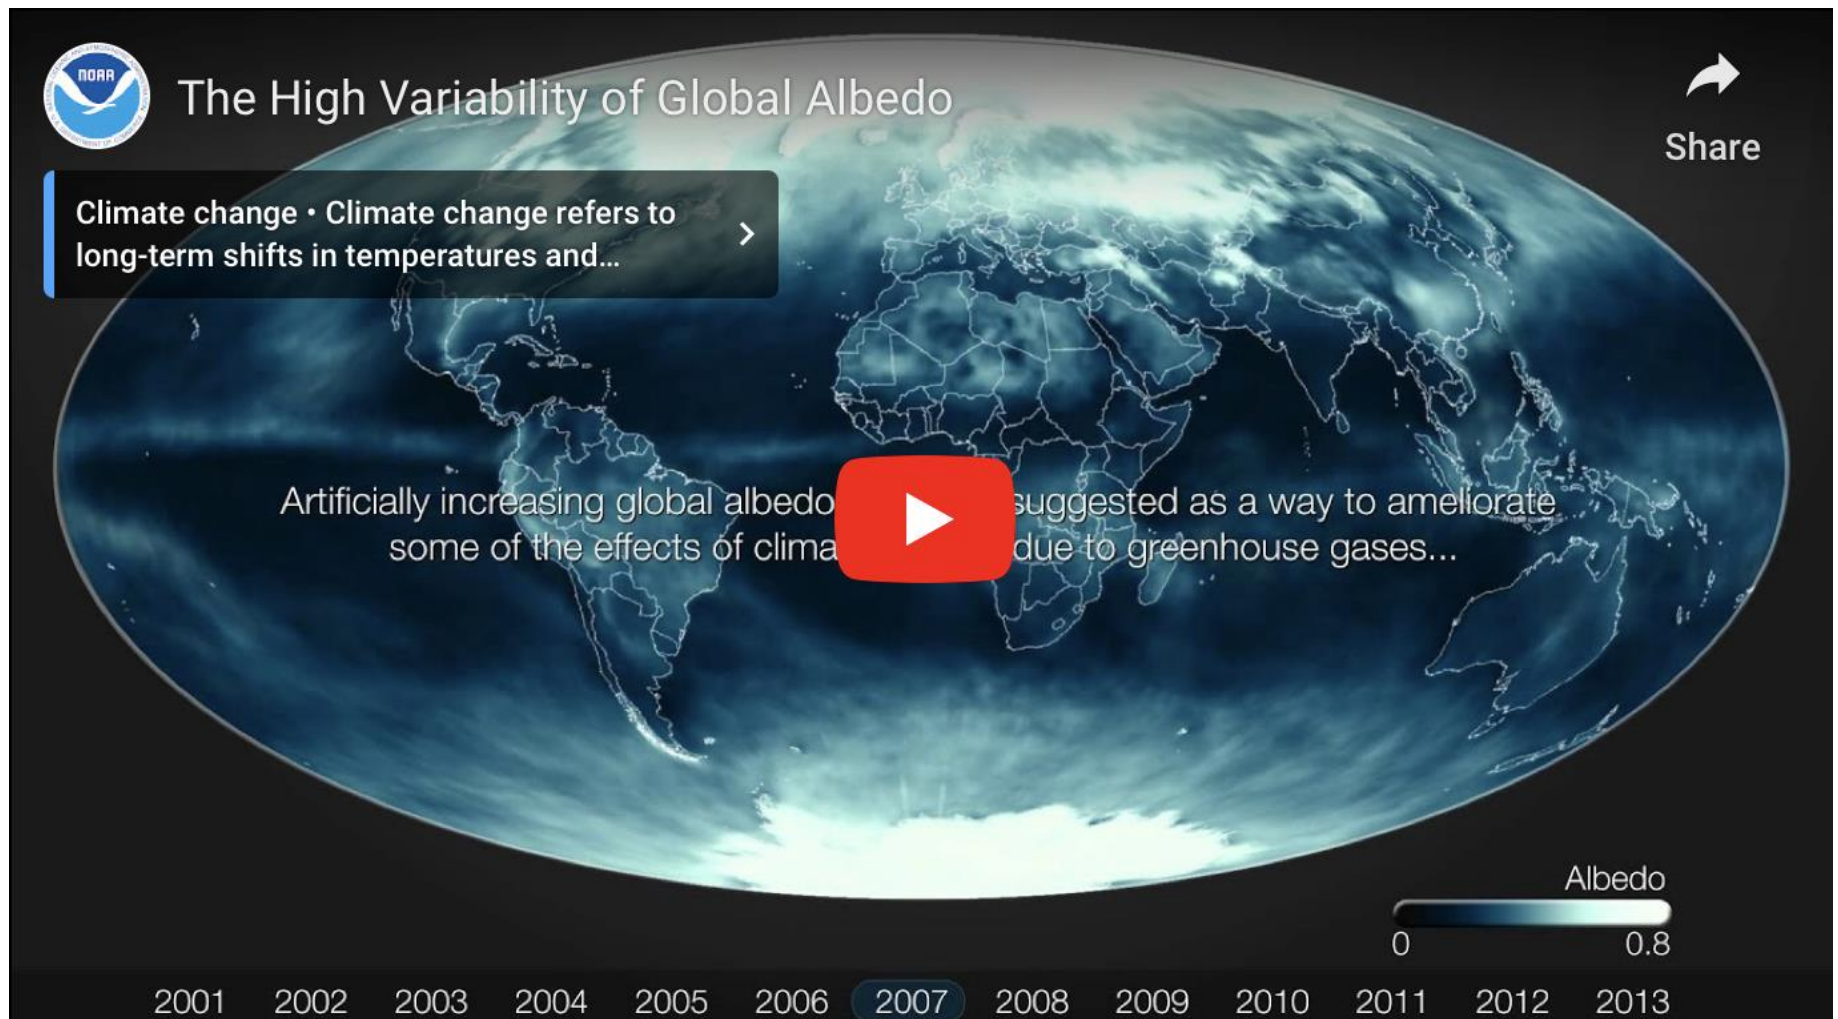 NOAA
The High Variability of Global Albedo
Share
Climate change • Climate change refers to
long-term shifts in temperatures and…
Artificially increasing global albedo suggested as a way to ameliorate
some of the effects of clima due to greenhouse gases...
Albedo
0 0.8
2001 2002 2003 2004 2005 2006 2007 2008 2009 2010 2011 2012 2013